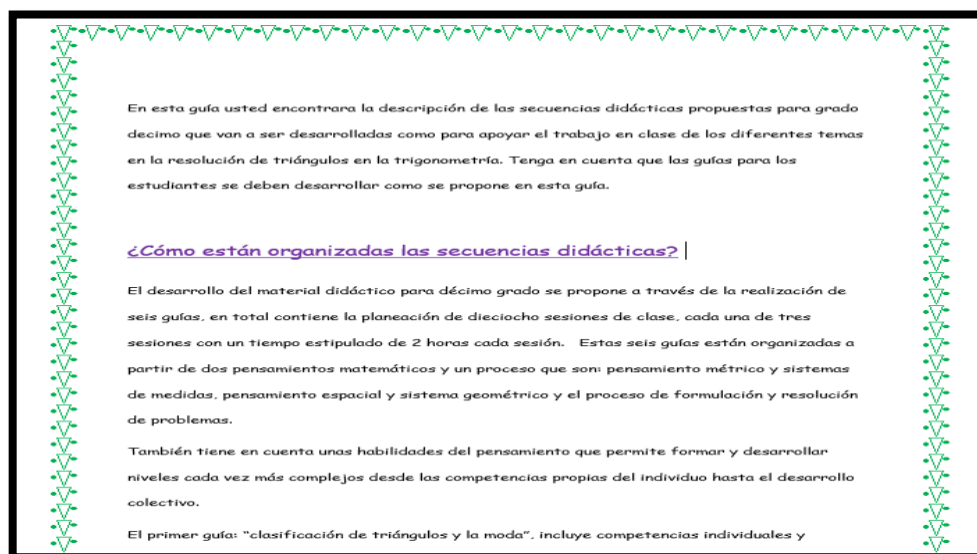 En esta guía usted encontrara la descripción de las secuencias didácticas propuestas para grado
decimo que van a ser desarrolladas como para apoyar el trabajo en clase de los diferentes temas
en la resolución de triángulos en la trigonometría. Tenga en cuenta que las guías para los
estudiantes se deben desarrollar como se propone en esta guía.
¿Cómo están organizadas las secuencias didácticas?
El desarrollo del material didáctico para décimo grado se propone a través de la realización de
seis guías, en total contiene la planeación de dieciocho sesiones de clase, cada una de tres
sesiones con un tiempo estipulado de 2 horas cada sesión. Estas seis guías están organizadas a
partir de dos pensamientos matemáticos y un proceso que son: pensamiento métrico y sistemas
de medidas, pensamiento espacial y sistema geométrico y el proceso de formulación y resolución
de problemas.
También tiene en cuenta unas habilidades del pensamiento que permite formar y desarrollar
niveles cada vez más complejos desde las competencias propias del individuo hasta el desarrollo
colectivo.
El primer guía: “clasificación de triángulos y la moda”, incluye competencias individuales y